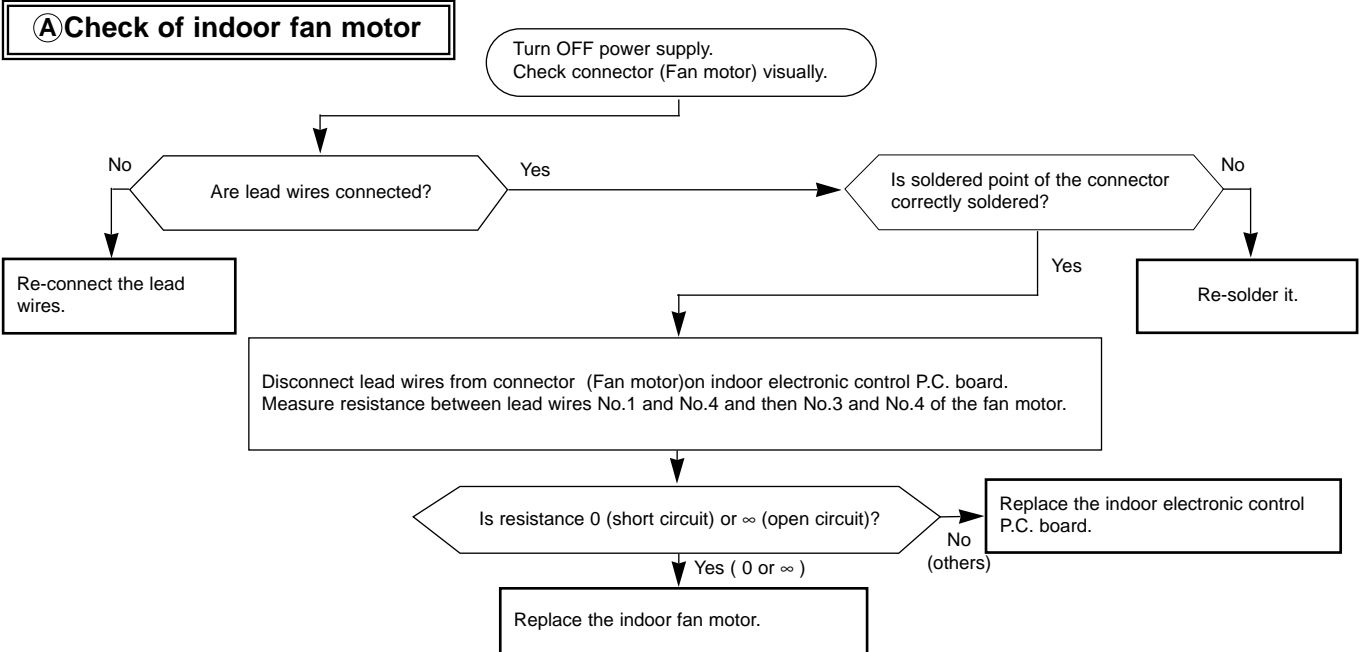 ⒶCheck of indoor fan motor
Turn OFF power supply.
Check connector (Fan motor) visually.
No
Are lead wires connected?
Yes
Is soldered point of the connector
correctly soldered?
No
Re-connect the lead
wires.
Yes
Re-solder it.
Disconnect lead wires from connector (Fan motor)on indoor electronic control P.C. board.
Measure resistance between lead wires No.1 and No.4 and then No.3 and No.4 of the fan motor.
Is resistance 0 (short circuit) or ∞ (open circuit)?
No
(others)
Replace the indoor electronic control
P.C. board.
Yes ( 0 or ∞ )
Replace the indoor fan motor.